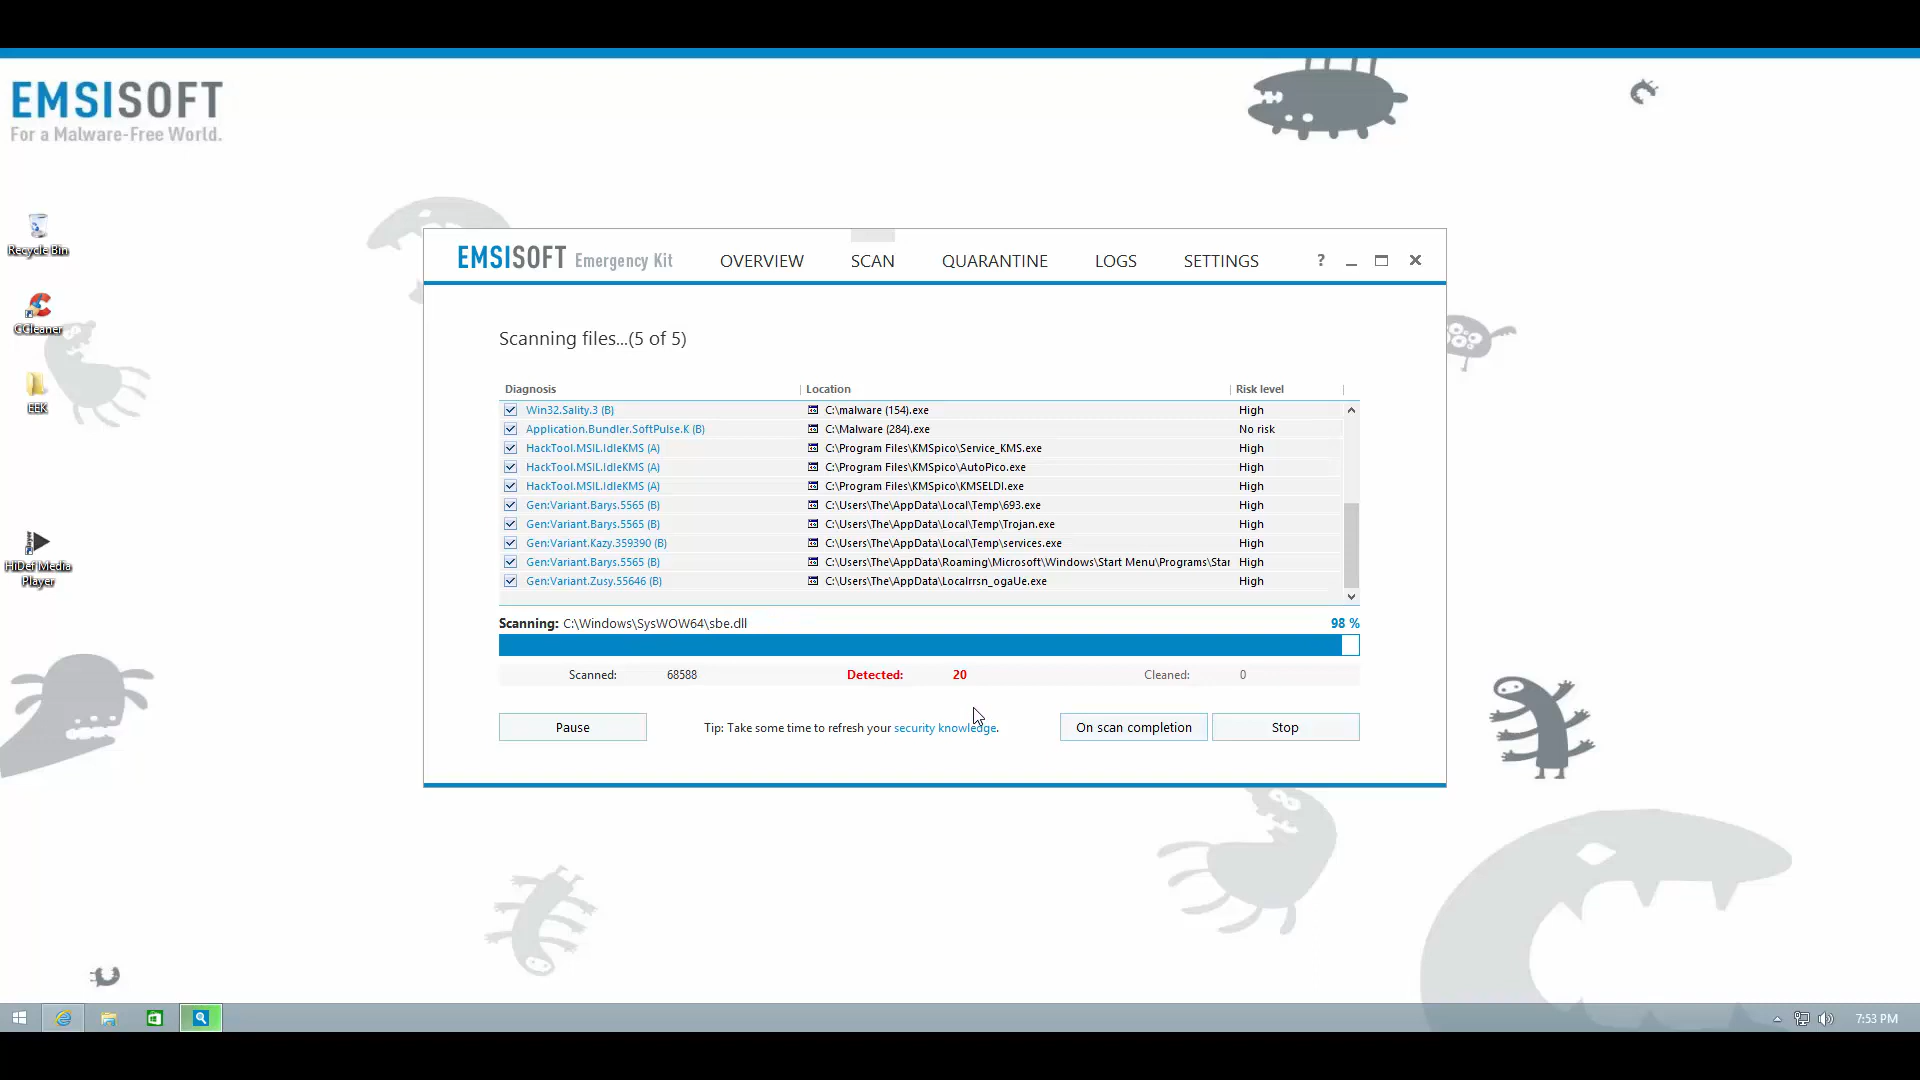 EMSISOFT
For a Malware-Free World.
Recycle Bin
CCleaner
EEK
HiDef Media
Player
EMSISOFT Emergency Kit OVERVIEW SCAN QUARANTINE LOGS SETTINGS ?
Scanning files...(5 of 5)
Diagnosis Location Risk level
Win32.Sality.3 (B) C:\malware (154).exe High
Application.Bundler.SoftPulse.K (B) C:\Malware (284).exe No risk
HackTool.MSIL.IdleKMS (A) C:\Program Files\KMSpico\Service_KMS.exe High
HackTool.MSIL.IdleKMS (A) C:\Program Files\KMSpico\AutoPico.exe High
HackTool.MSIL.IdleKMS (A) C:\Program Files\KMSpico\KMSELDI.exe High
Gen:Variant.Barys.5565 (B) C:\Users\The\AppData\Local\Temp\693.exe High
Gen:Variant.Barys.5565 (B) C:\Users\The\AppData\Local\Temp\Trojan.exe High
Gen:Variant.Kazy.359390 (B) C:\Users\The\AppData\Local\Temp\services.exe High
Gen:Variant.Barys.5565 (B) C:\Users\The\AppData\Roaming\Microsoft\Windows\Start Menu\Programs\Star High
Gen:Variant.Zusy.55646 (B) C:\Users\The\AppData\Localrrsn_ogaUe.exe High
Scanning: C:\Windows\SysWOW64\sbe.dll 98 %
Scanned: 68588 Detected: 20 Cleaned: 0
Pause Tip: Take some time to refresh your security knowledge. On scan completion Stop
7:53 PM